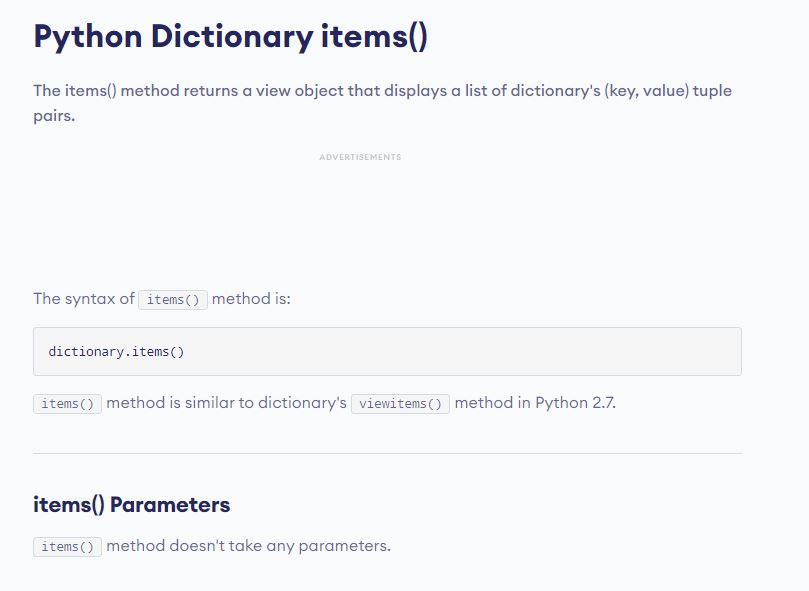 Python Dictionary items()
The items() method returns a view object that displays a list of dictionary's (key, value) tuple
pairs.
ADVERTISEMENTS
The syntax of items() method is:
dictionary.items()
items() method is similar to dictionary's viewitems() method in Python 2.7.
items() Parameters
items() method doesn't take any parameters.